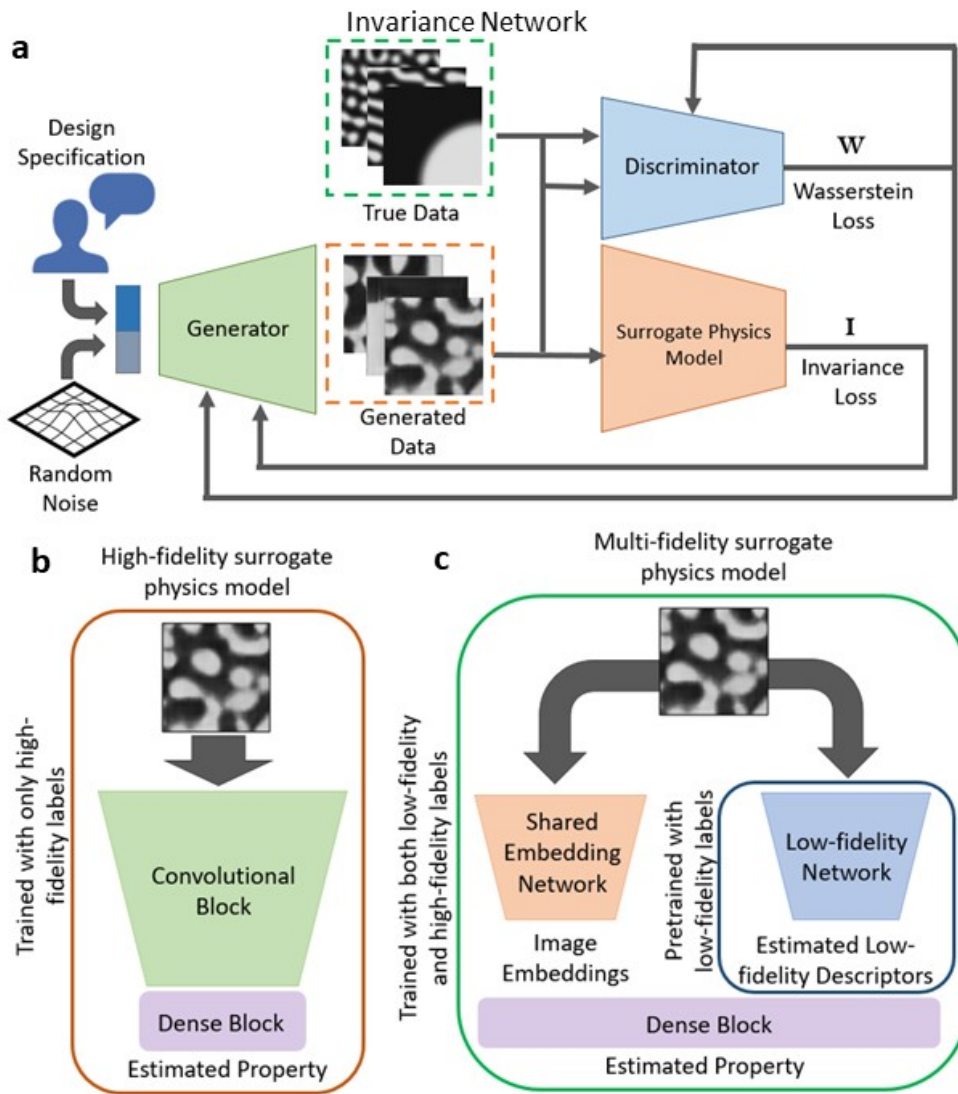 Invariance Network
a
Design
Specification
True Data
Discriminator
W
Wasserstein
Loss
Generator
Generated
Data
Surrogate Physics
Model
I
Invariance
Loss
Random
Noise
b
High-fidelity surrogate
physics model
Trained with only high-
fidelity labels
Convolutional
Block
Dense Block
Estimated Property
c
Multi-fidelity surrogate
physics model
Trained with both low-fidelity
and high-fidelity labels
Shared
Embedding
Network
Image
Embeddings
Pretrained with
low-fidelity labels
Low-fidelity
Network
Estimated Low-
fidelity Descriptors
Dense Block
Estimated Property